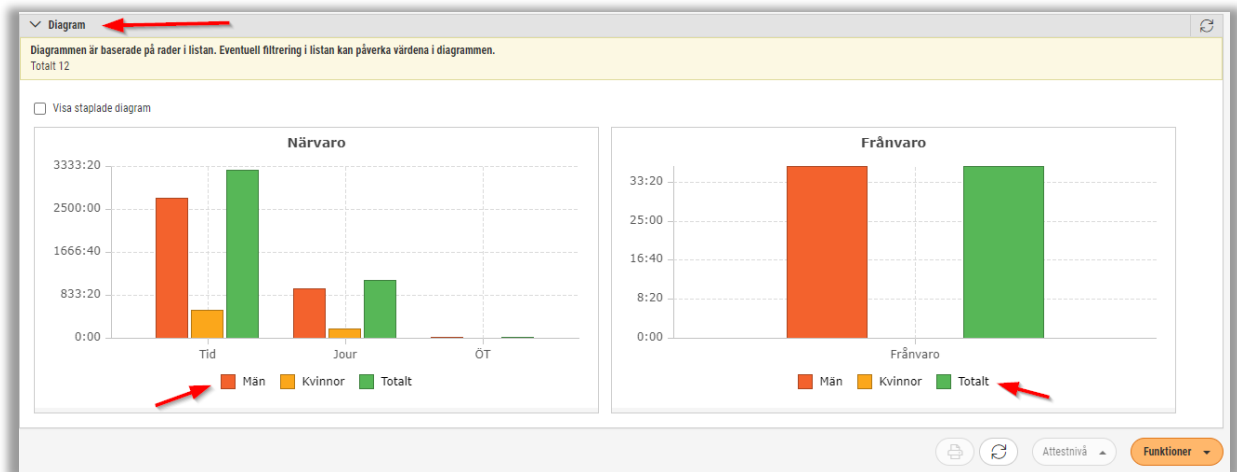 Diagram
Diagrammen är baserade på rader i listan. Eventuell filtrering i listan kan påverka värdena i diagrammen.
Totalt 12
Visa staplade diagram
Närvaro
3333:20
2500:00
1666:40
833:20
0:00
Tid Jour ÖT
Män Kvinnor Totalt
Frånvaro
33:20
25:00
16:40
8:20
0:00
Frånvaro
Män Kvinnor Totalt
Attestnivå Funktioner